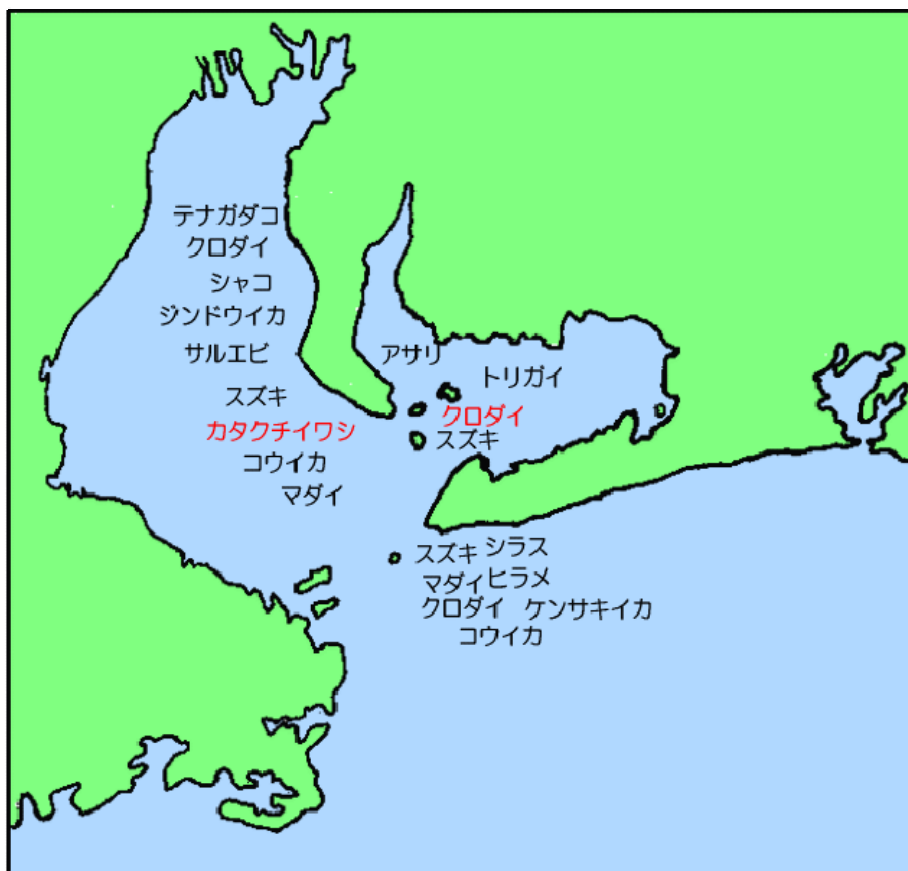 テナガダコ
クロダイ
シャコ
ジンドウイカ
サルエビ
スズキ
カタクチイワシ
コウイカ
マダイ
アサリ
トリガイ
クロダイ
スズキ
スズキ シラス
マダイ ヒラメ
クロダイ ケンサキイカ
コウイカ